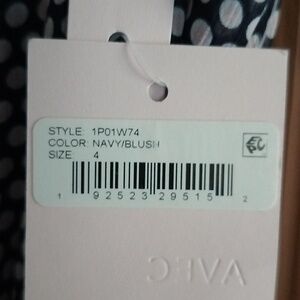 STYLE: 1P01W74
COLOR: NAVY/BLUSH
SIZE: 4
1 92523 29515 2
AVEC